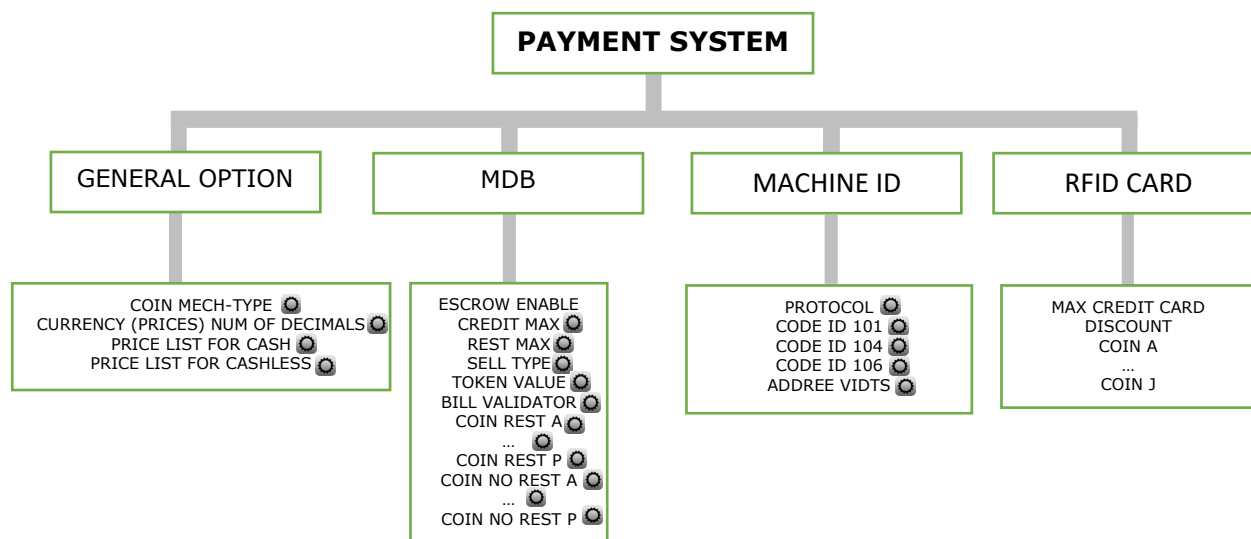 PAYMENT SYSTEM
GENERAL OPTION
MDB
MACHINE ID
RFID CARD
COIN MECH-TYPE
CURRENCY (PRICES) NUM OF DECIMALS
PRICE LIST FOR CASH
PRICE LIST FOR CASHLESS
ESCROW ENABLE
CREDIT MAX
REST MAX
SELL TYPE
TOKEN VALUE
BILL VALIDATOR
COIN REST A
...
COIN REST P
COIN NO REST A
...
COIN NO REST P
PROTOCOL
CODE ID 101
CODE ID 104
CODE ID 106
ADDREE VIDTS
MAX CREDIT CARD
DISCOUNT
COIN A
...
COIN J